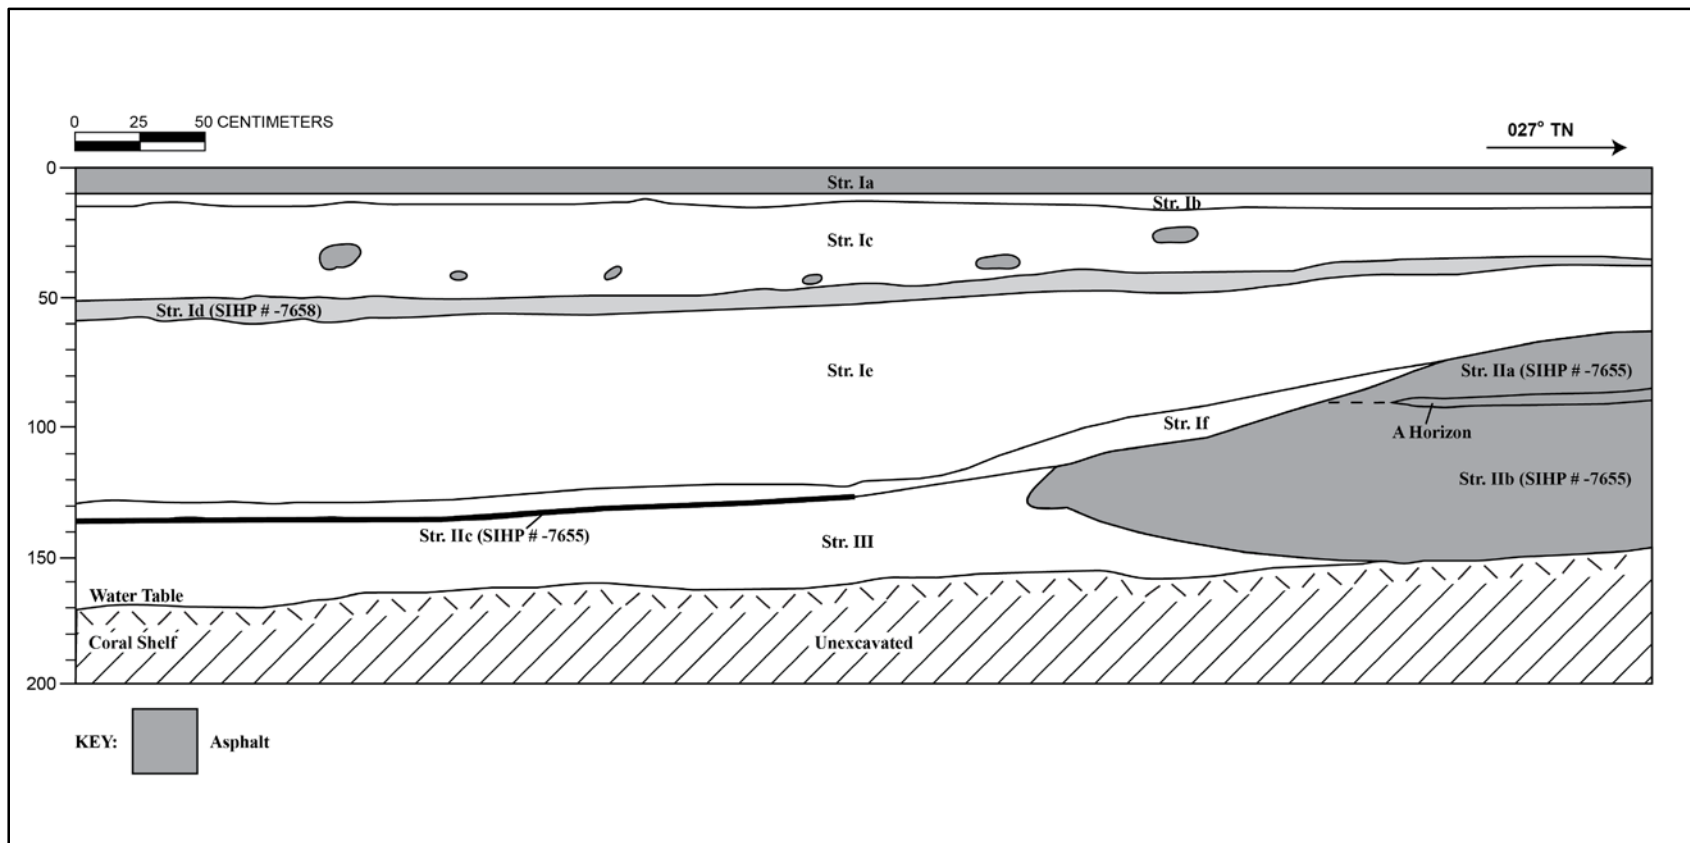 0 25 50 CENTIMETERS
027° TN
0
Str. Ia
Str. Ib
Str. Ic
50
Str. Id (SIHP # -7658)
Str. Ie
Str. IIa (SIHP # -7655)
100
Str. If
A Horizon
Str. IIb (SIHP # -7655)
Str. IIc (SIHP # -7655)
Str. III
150
Water Table
Coral Shelf
Unexcavated
200
KEY:
Asphalt